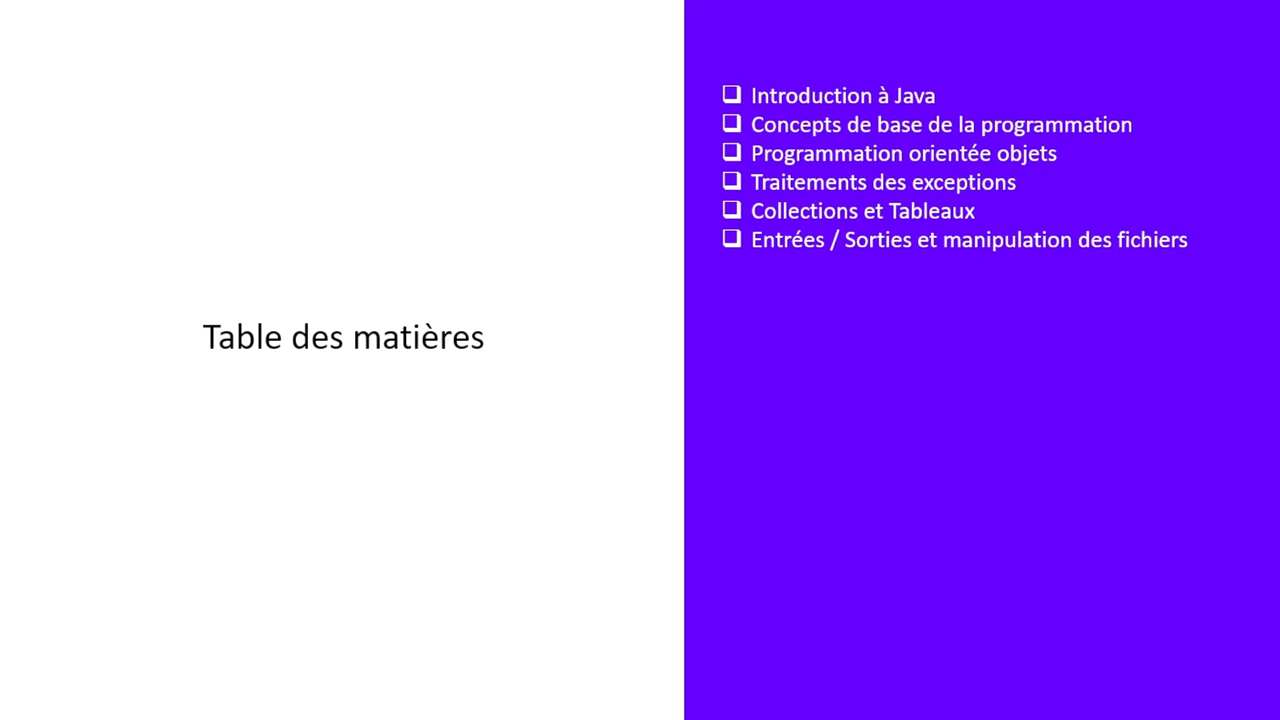 Table des matières
❑ Introduction à Java
❑ Concepts de base de la programmation
❑ Programmation orientée objets
❑ Traitements des exceptions
❑ Collections et Tableaux
❑ Entrées / Sorties et manipulation des fichiers